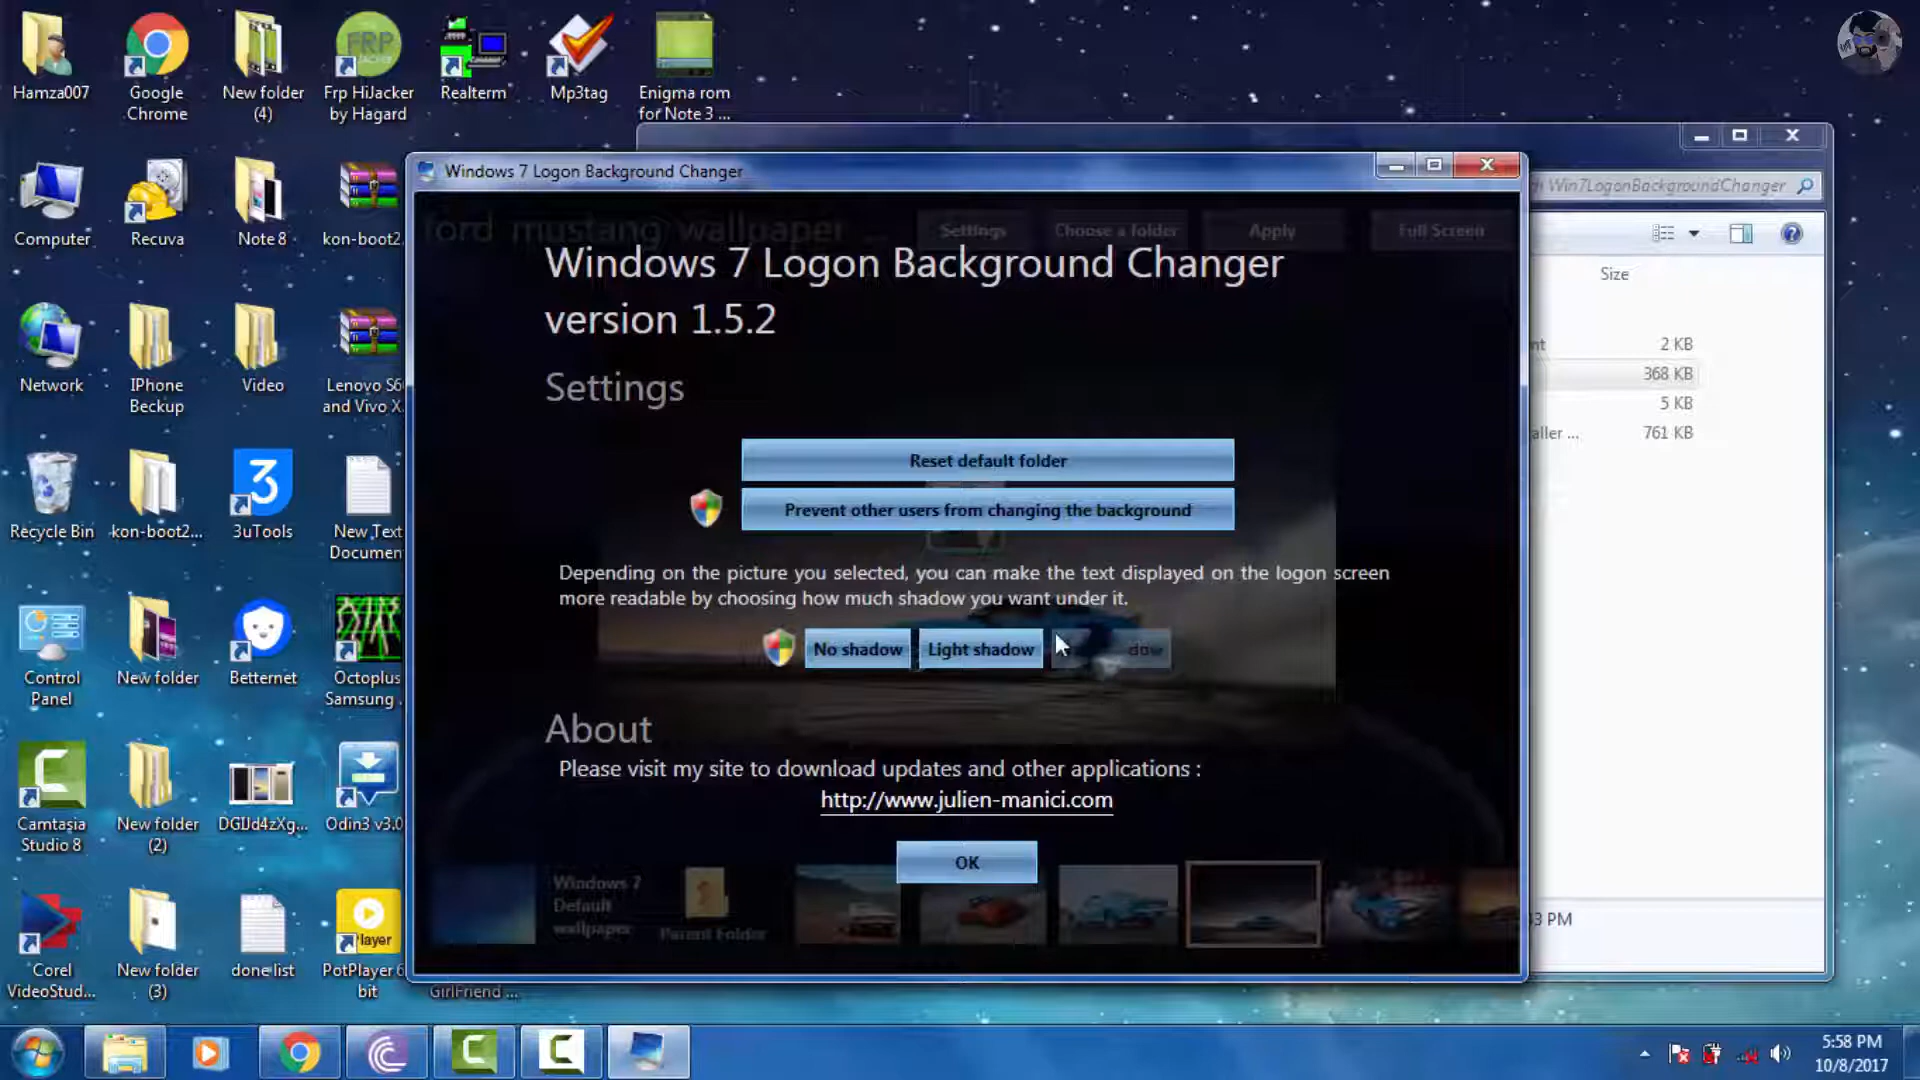 Hamza007
Google
Chrome
New folder
(4)
FRP
Frp HiJacker
by Hagard
Realterm
Mp3tag
Enigma rom
for Note 3 ...
Computer
Recuva
Note 8
kon-boot2...
Network
IPhone
Beckup
Video
Lenovo S6
and Vivo X.
Recycle Bin
kon-boot2...
3
3uTools
New Text
Documen
Control
Panel
New folder
Betternet
Octoplus
Samsung .
Camtasia
Studio 8
New folder
(2)
DGIJd4zXg...
Odin3 v3.0
Corel
VideoStud...
New folder
(3)
done list
Player
PotPlayer 6
bit
GirlFriend ...
Windows 7 Logon Background Changer
ford mustang wallpaper ...
Settings
Choose a folder
Apply
Full Screen
Windows 7 Logon Background Changer
version 1.5.2
Settings
Reset default folder
Prevent other users from changing the background
Depending on the picture you selected, you can make the text displayed on the logon screen
more readable by choosing how much shadow you want under it.
No shadow
Light shadow
dow
About
Please visit my site to download updates and other applications :
http://www.julien-manici.com
OK
Windows 7
Default
wallpaper
Parent Folder
Win7LogonBackgroundChanger
Size
nt
2 KB
368 KB
5 KB
aller ...
761 KB
33 PM
5:58 PM
10/8/2017